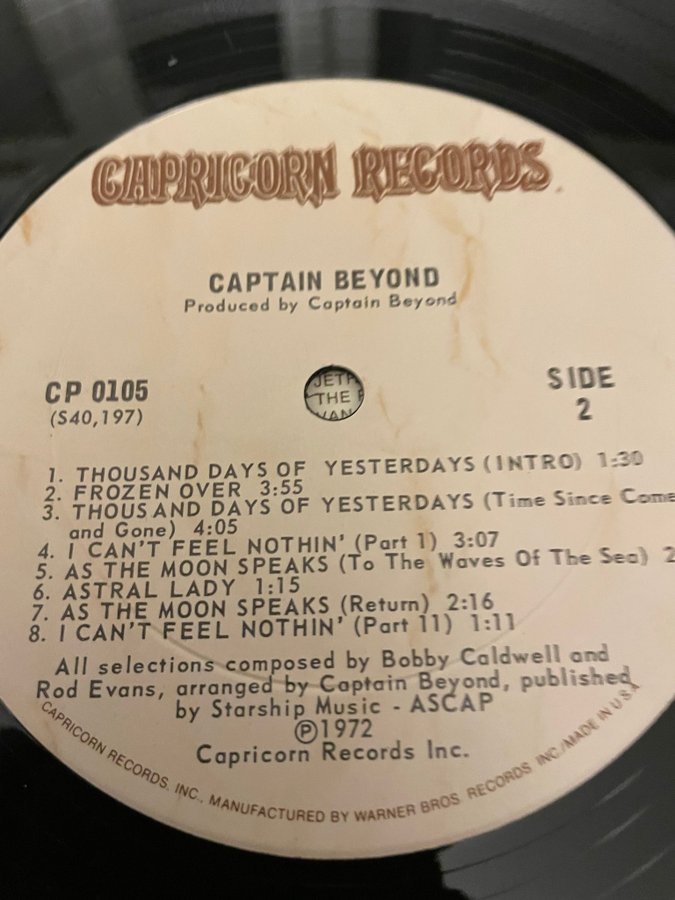 CAPRICORN RECORDS
CAPTAIN BEYOND
Produced by Captain Beyond
CP 0105
(S40,197)
SIDE
2
JETH
THE
VAN
1. THOUSAND DAYS OF YESTERDAYS (INTRO) 1:30
2. FROZEN OVER 3:55
3. THOUSAND DAYS OF YESTERDAYS (Time Since Come
and Gone) 4:05
4. I CAN'T FEEL NOTHIN' (Part 1) 3:07
5. AS THE MOON SPEAKS (To The Waves Of The Sea) 2
6. ASTRAL LADY 1:15
7. AS THE MOON SPEAKS (Return) 2:16
8. I CAN'T FEEL NOTHIN' (Part 11) 1:11
All selections composed by Bobby Caldwell and
Rod Evans, arranged by Captain Beyond, published
by Starship Music - ASCAP
Ⓟ1972
Capricorn Records Inc.
CAPRICORN RECORDS, INC., MANUFACTURED BY WARNER BROS. RECORDS INC./MADE IN U.S.A.